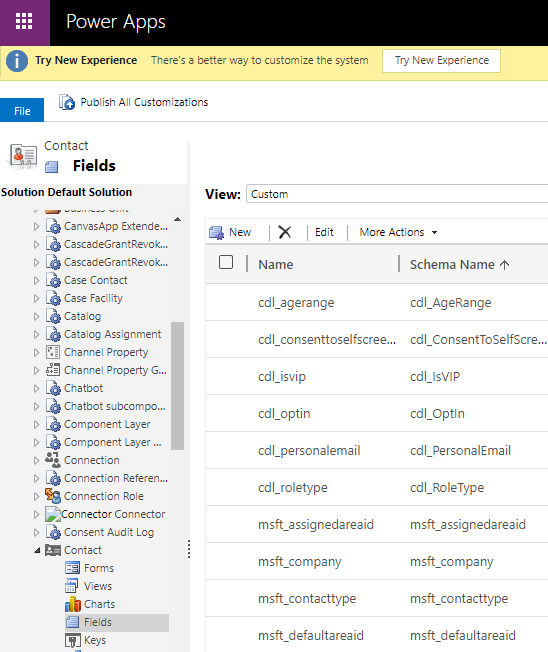 Power Apps
Try New Experience There's a better way to customize the system Try New Experience
File Publish All Customizations
Contact
Fields
Solution Default Solution
Business Unit
CanvasApp Extende...
CascadeGrantRevok...
CascadeGrantRevok...
Case Contact
Case Facility
Catalog
Catalog Assignment
Channel Property
Channel Property G...
Chatbot
Chatbot subcompo...
Component Layer
Component Layer ...
Connection
Connection Referen...
Connection Role
Connector Connector
Consent Audit Log
Contact
Forms
Views
Charts
Fields
Keys
View: Custom
New Edit More Actions
Name Schema Name
cdl_agerange cdl_AgeRange
cdl_consenttoselfscree... cdl_ConsentToSelfScre...
cdl_isvip cdl_IsVIP
cdl_optin cdl_OptIn
cdl_personalemail cdl_PersonalEmail
cdl_roletype cdl_RoleType
msft_assignedareaid msft_assignedareaid
msft_company msft_company
msft_contacttype msft_contacttype
msft_defaultareaid msft_defaultareaid